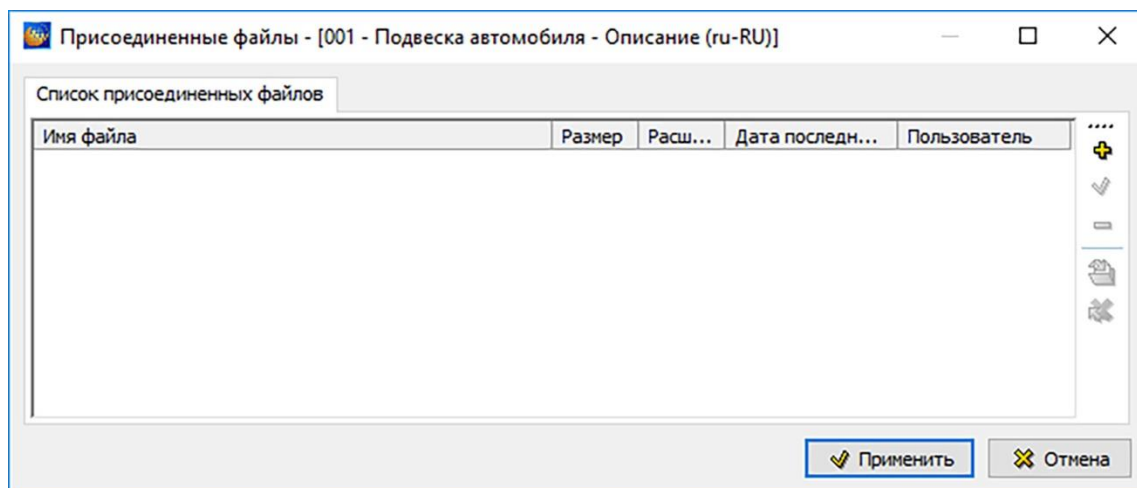 Присоединенные файлы - [001 - Подвеска автомобиля - Описание (ru-RU)]
Список присоединенных файлов
Имя файла Размер Расш... Дата последн... Пользователь
Применить Отмена